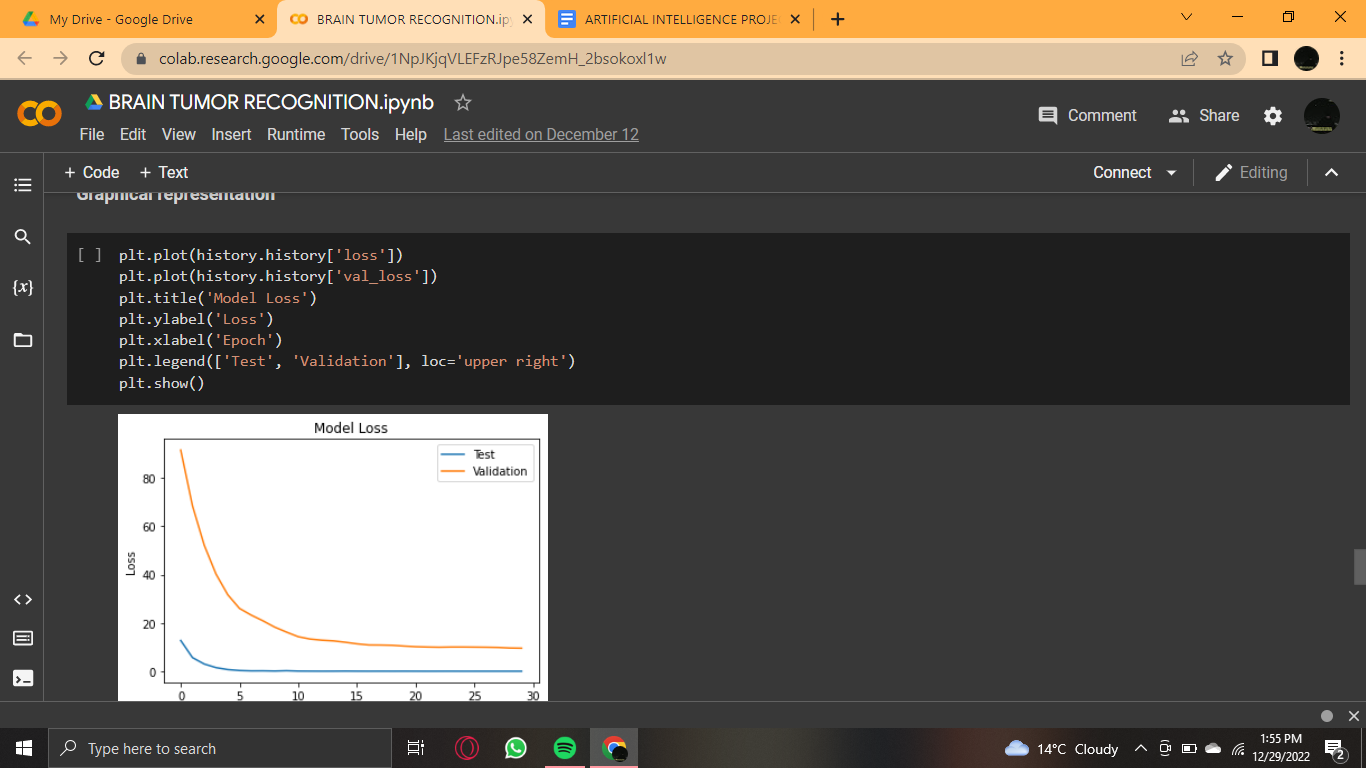 My Drive - Google Drive
BRAIN TUMOR RECOGNITION.ip
ARTIFICIAL INTELLIGENCE PROJE
colab.research.google.com/drive/1NpJKjqVLEFzRJpe58ZemH_2bsokoxl1w
BRAIN TUMOR RECOGNITION.ipynb
File Edit View Insert Runtime Tools Help Last edited on December 12
Comment Share
+ Code + Text
Connect Editing
Graphical representation
[ ] plt.plot(history.history['loss'])
plt.plot(history.history['val_loss'])
plt.title('Model Loss')
plt.ylabel('Loss')
plt.xlabel('Epoch')
plt.legend(['Test', 'Validation'], loc='upper right')
plt.show()
Model Loss
Test
Validation
80
60
40
20
0
Loss
0 5 10 15 20 25 30
Type here to search
14°C Cloudy
1:55 PM
12/29/2022
2